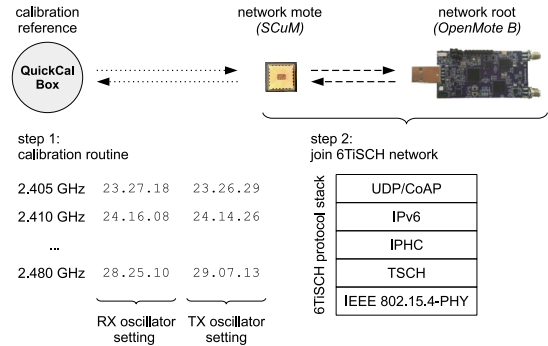 calibration
reference
network mote
(SCuM)
network root
(OpenMote B)
QuickCal
Box
step 1:
calibration routine
2.405 GHz 23.27.18 23.26.29
2.410 GHz 24.16.08 24.14.26
...
2.480 GHz 28.25.10 29.07.13
RX oscillator
setting
TX oscillator
setting
step 2:
join 6TiSCH network
6TiSCH protocol stack
UDP/CoAP
IPv6
IPHC
TSCH
IEEE 802.15.4-PHY